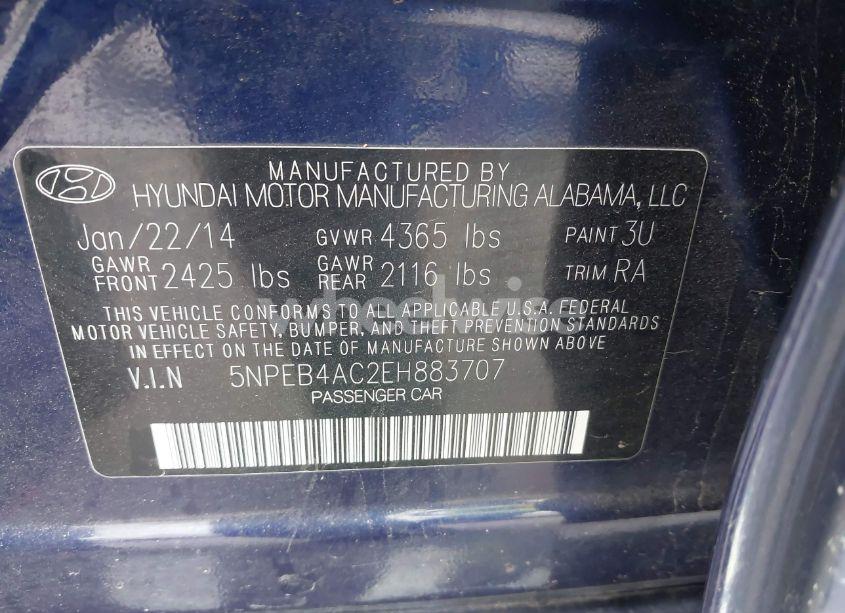 MANUFACTURED BY
HYUNDAI MOTOR MANUFACTURING ALABAMA, LLC
Jan/22/14 GVWR 4365 lbs PAINT 3U
GAWR FRONT 2425 lbs GAWR REAR 2116 lbs TRIM RA
THIS VEHICLE CONFORMS TO ALL APPLICABLE U.S.A. FEDERAL
MOTOR VEHICLE SAFETY, BUMPER, AND THEFT PREVENTION STANDARDS
IN EFFECT ON THE DATE OF MANUFACTURE SHOWN ABOVE
V.I.N 5NPEB4AC2EH883707
PASSENGER CAR